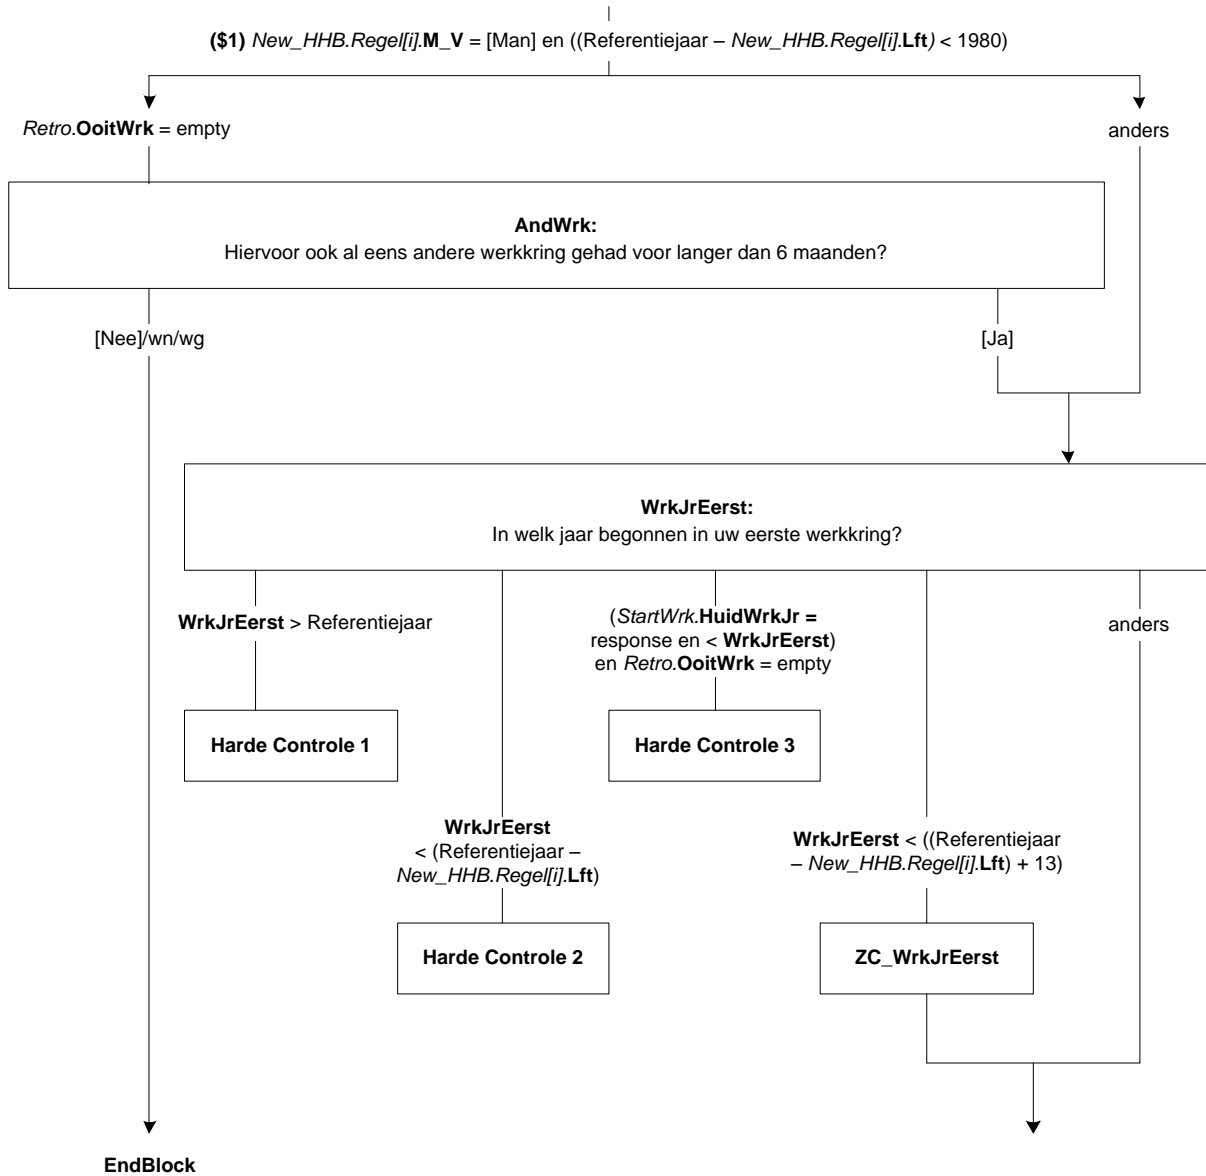 ($1) New_HHB.Regel[i].M_V = [Man] en ((Referentiejaar – New_HHB.Regel[i].Lft) < 1980)
Retro.OoitWrk = empty
anders
AndWrk:
Hiervoor ook al eens andere werkkring gehad voor langer dan 6 maanden?
[Nee]/wn/wg
[Ja]
WrkJrEerst:
In welk jaar begonnen in uw eerste werkkring?
WrkJrEerst > Referentiejaar
(StartWrk.HuidWrkJr =
response en < WrkJrEerst)
en Retro.OoitWrk = empty
anders
Harde Controle 1
Harde Controle 3
WrkJrEerst
< (Referentiejaar –
New_HHB.Regel[i].Lft)
WrkJrEerst < ((Referentiejaar
– New_HHB.Regel[i].Lft) + 13)
Harde Controle 2
ZC_WrkJrEerst
EndBlock